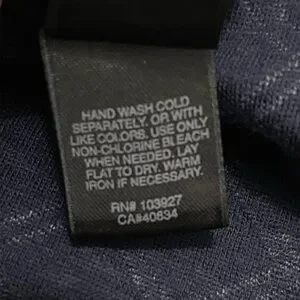 HAND WASH COLD
SEPARATELY, OR WITH
LIKE COLORS. USE ONLY
NON-CHLORINE BLEACH
WHEN NEEDED. LAY
FLAT TO DRY. WARM
IRON IF NECESSARY.
RN# 103927
CA#40634